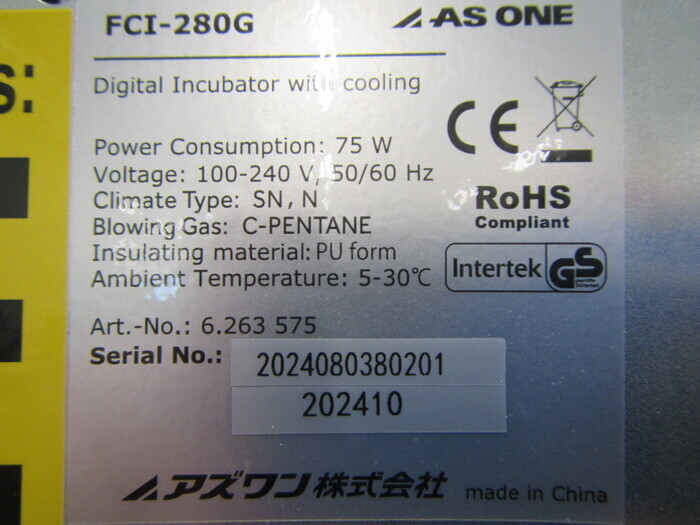 FCI-280G
AS ONE
Digital Incubator with cooling
Power Consumption: 75 W
Voltage: 100-240 V, 50/60 Hz
Climate Type: SN, N
Blowing Gas: C-PENTANE
Insulating material: PU form
Ambient Temperature: 5-30℃
CE
RoHS
Compliant
Intertek
GS
Art.-No.: 6.263 575
Serial No.: 2024080380201
202410
アズワン株式会社 made in China
S: